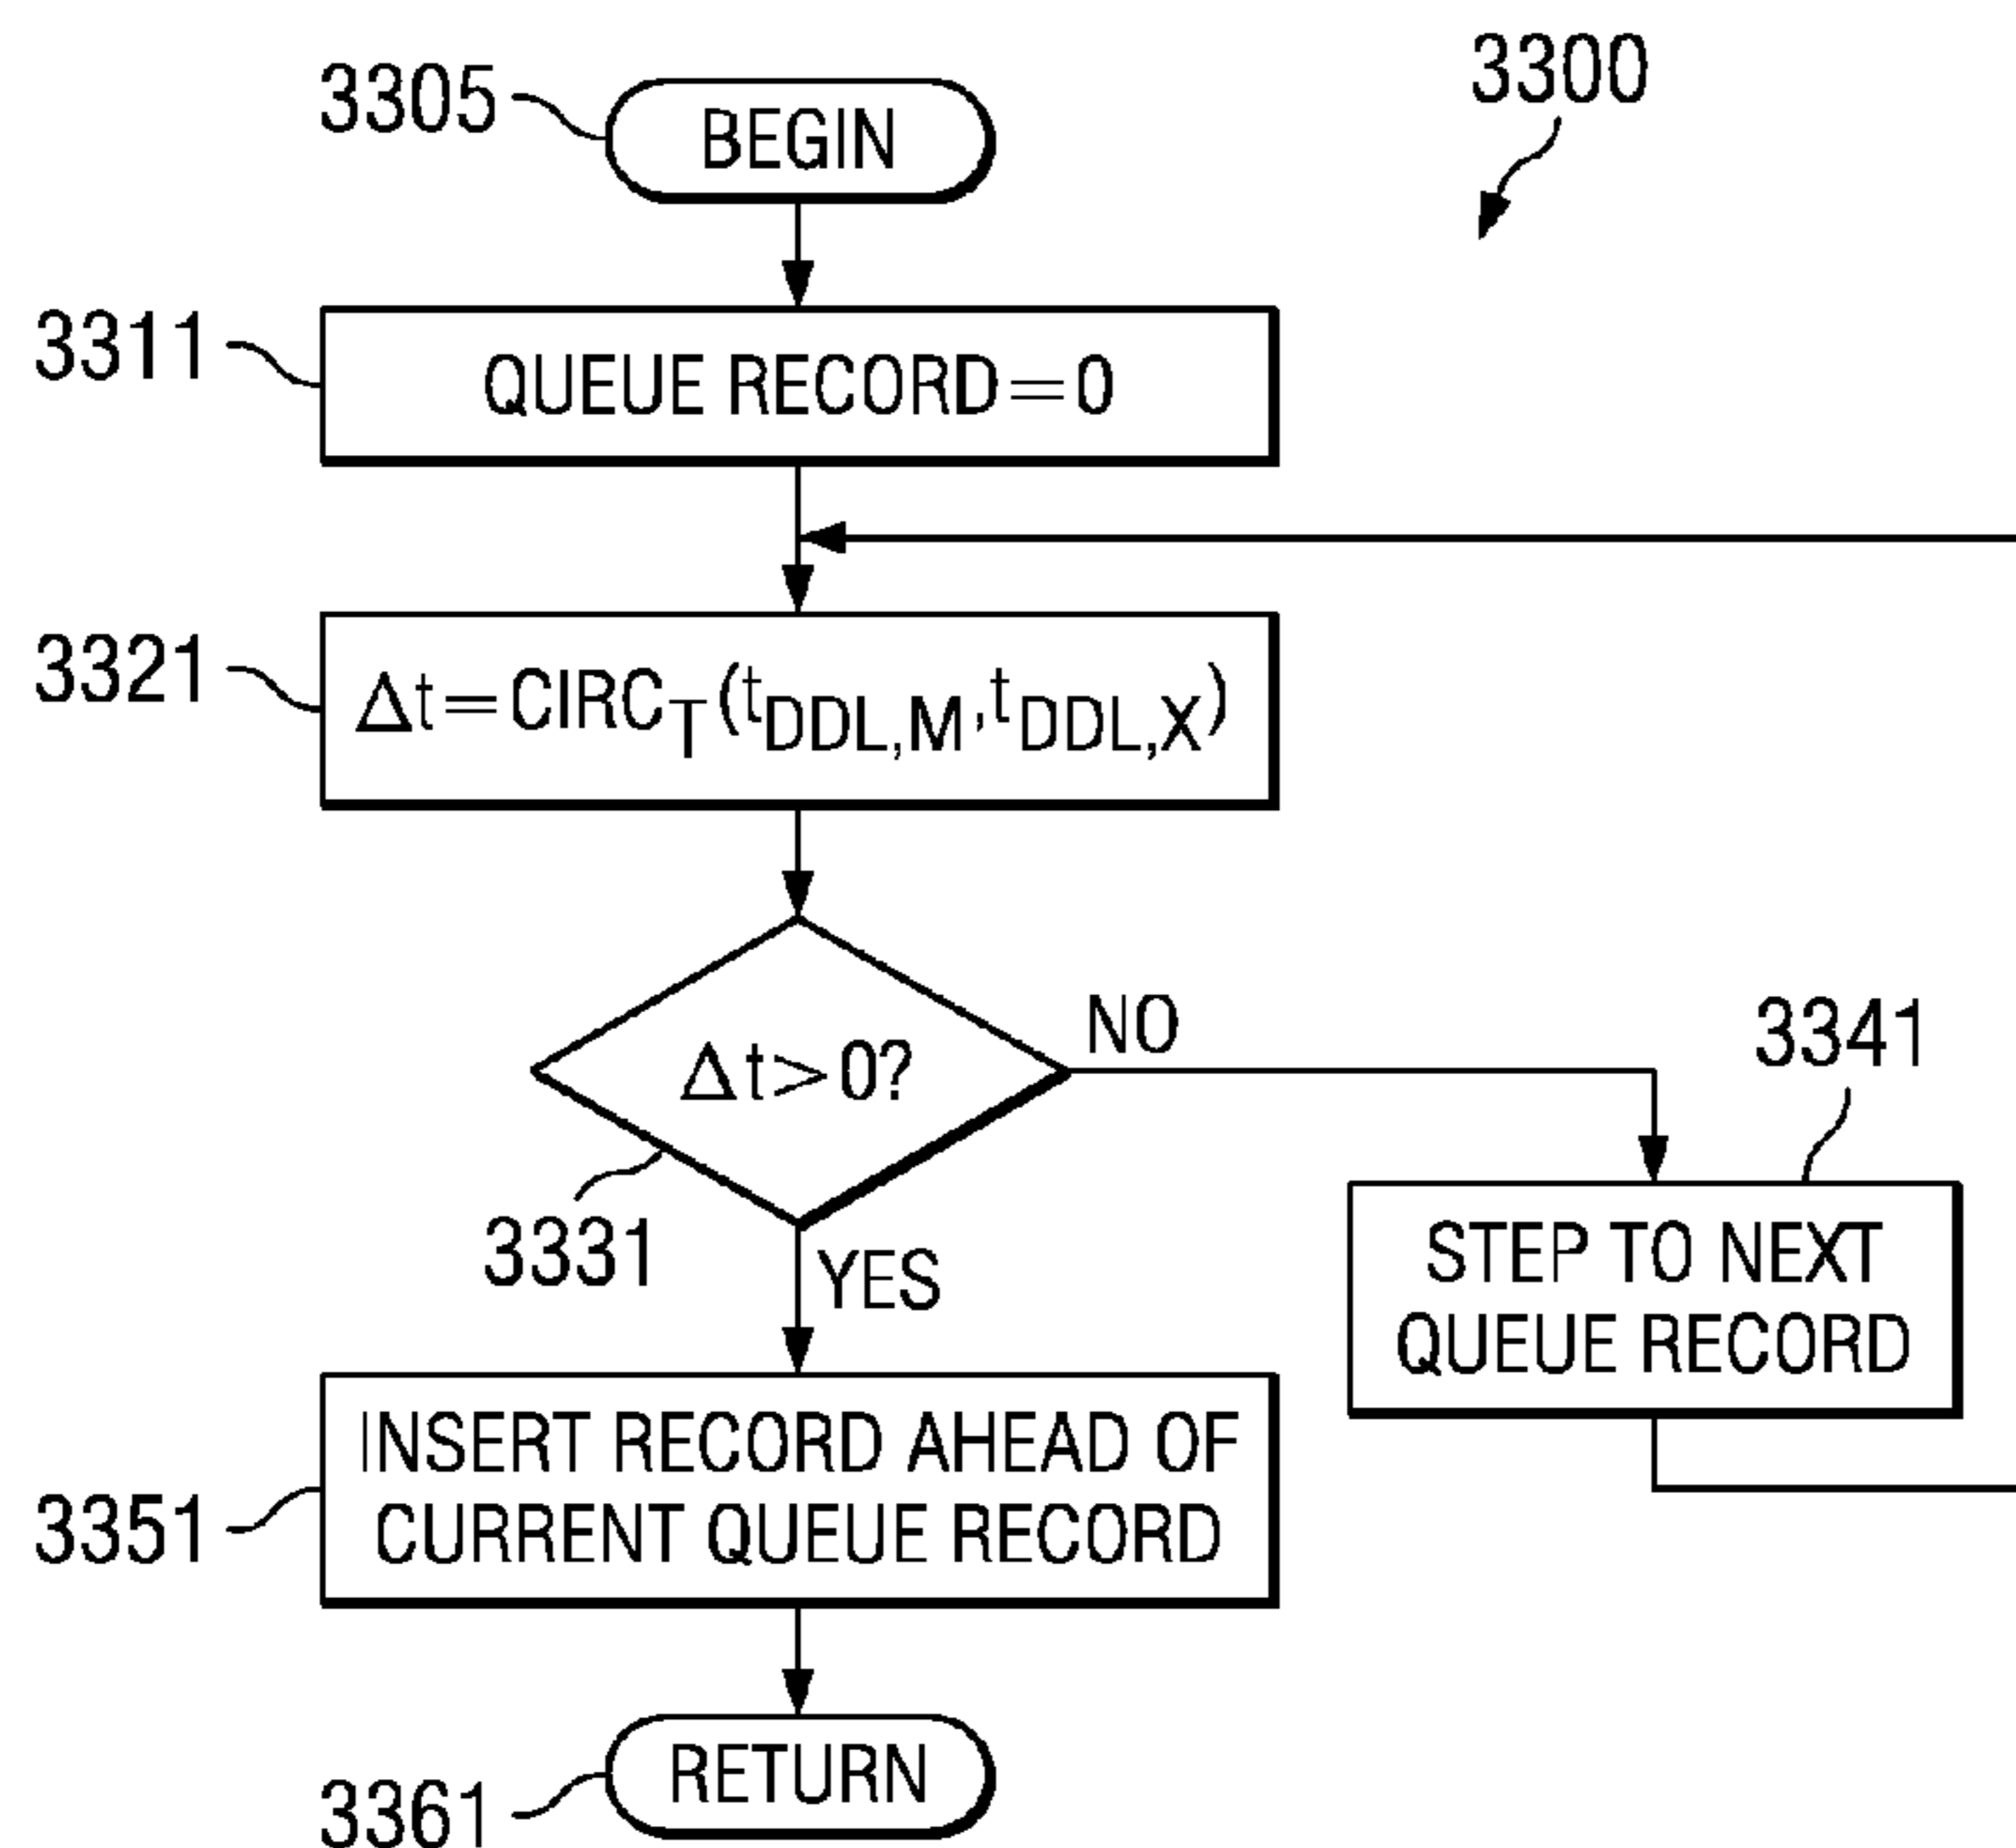 3300
3305
BEGIN
3311
QUEUE RECORD=0
3321
Δt=CIRC_T(t_DDL,M,t_DDL,X)
Δt>0?
NO
3331
YES
3341
STEP TO NEXT
QUEUE RECORD
3351
INSERT RECORD AHEAD OF
CURRENT QUEUE RECORD
3361
RETURN